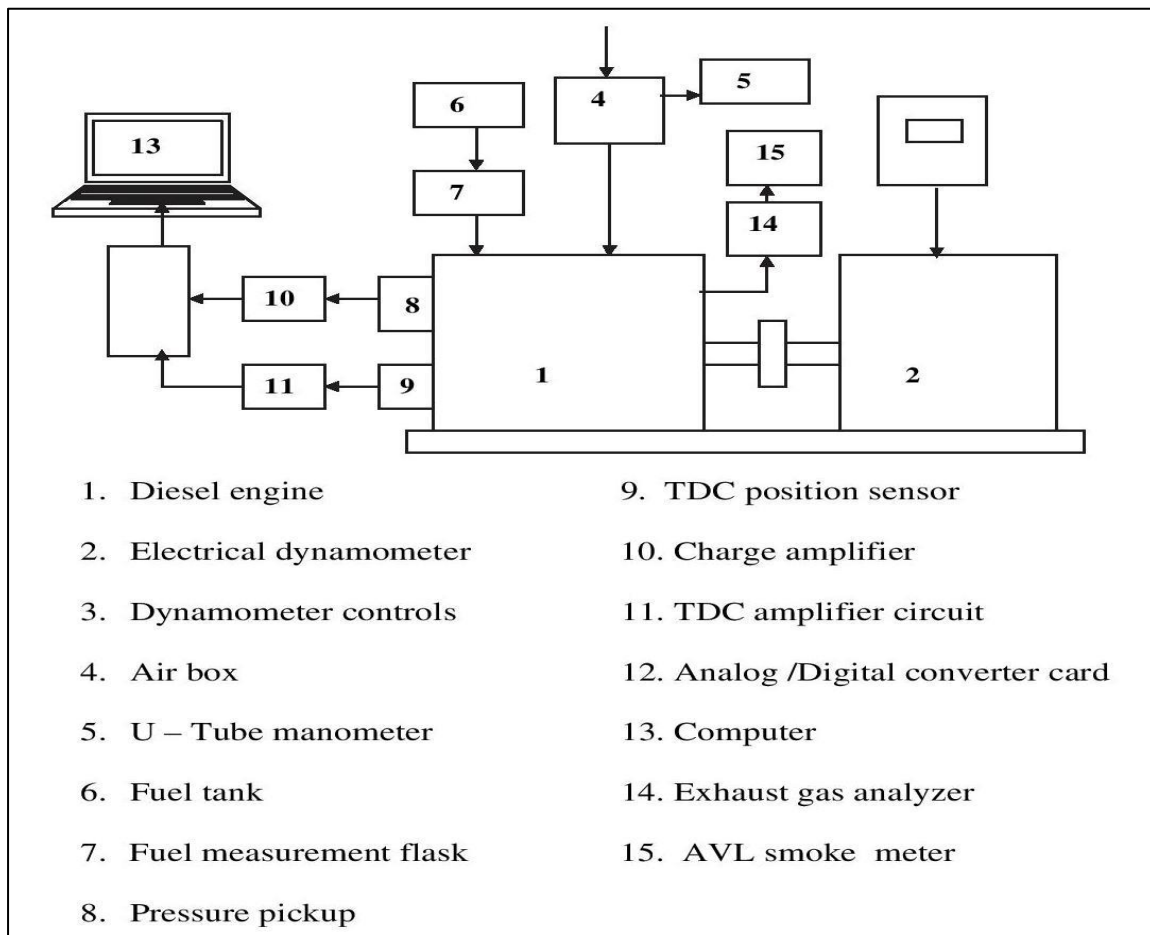 13
6
4
5
7
15
14
10
8
11
9
1
2
1. Diesel engine
2. Electrical dynamometer
3. Dynamometer controls
4. Air box
5. U – Tube manometer
6. Fuel tank
7. Fuel measurement flask
8. Pressure pickup
9. TDC position sensor
10. Charge amplifier
11. TDC amplifier circuit
12. Analog /Digital converter card
13. Computer
14. Exhaust gas analyzer
15. AVL smoke meter